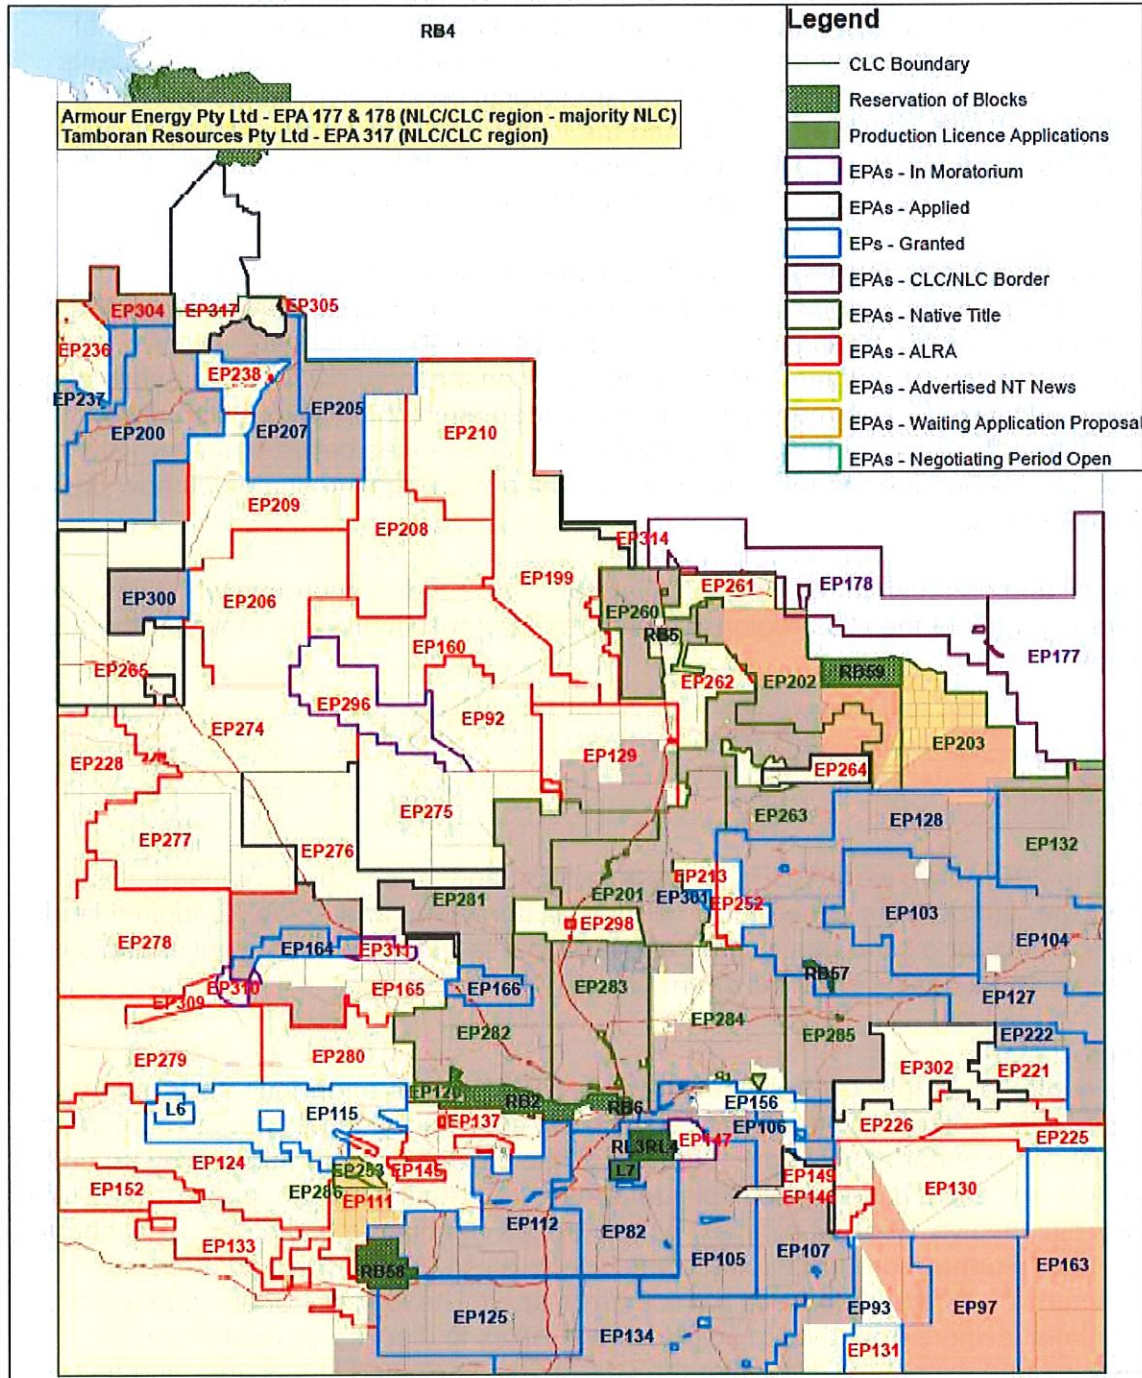 RB4
Legend
CLC Boundary
Reservation of Blocks
Production Licence Applications
EPAs - In Moratorium
EPAs - Applied
EPs - Granted
EPAs - CLC/NLC Border
EPAs - Native Title
EPAs - ALRA
EPAs - Advertised NT News
EPAs - Waiting Application Proposal
EPAs - Negotiating Period Open
Armour Energy Pty Ltd - EPA 177 & 178 (NLC/CLC region - majority NLC)
Tamboran Resources Pty Ltd - EPA 317 (NLC/CLC region)
EP304
EP317
EP305
EP236
EP238
EP237
EP205
EP200
EP207
EP210
EP209
EP208
EP314
EP199
EP261
EP178
EP300
EP206
EP260
RB5
EP160
EP177
EP265
EP262
EP202
RB59
EP296
EP92
EP274
EP203
EP129
EP228
EP264
EP275
EP263
EP128
EP277
EP132
EP276
EP213
EP281
EP201
EP301
EP252
EP103
EP298
EP278
EP164
EP311
EP104
RB57
EP310
EP165
EP166
EP283
EP127
EP309
EP284
EP282
EP285
EP222
EP279
EP280
EP302
EP221
EP120
RB2
RB6
EP156
L6
EP115
EP137
EP106
EP226
EP147
RL3RL4
EP225
EP124
EP253
EP145
L7
EP149
EP152
EP286
EP146
EP130
EP111
EP112
EP82
EP133
EP105
EP107
RB58
EP163
EP93
EP97
EP125
EP134
EP131